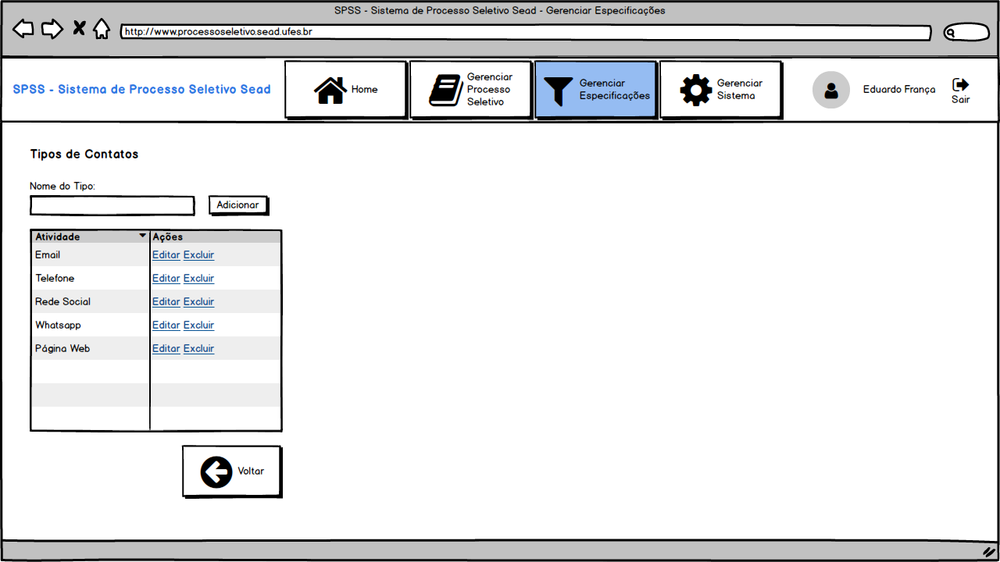 SPSS - Sistema de Processo Seletivo Sead - Gerenciar Especificações
http://www.processoseletivo.sead.ufes.br
SPSS - Sistema de Processo Seletivo Sead
Home
Gerenciar
Processo
Seletivo
Gerenciar
Especificações
Gerenciar
Sistema
Eduardo França
Sair
Tipos de Contatos
Nome do Tipo:
Adicionar
Atividade Ações
Email Editar Excluir
Telefone Editar Excluir
Rede Social Editar Excluir
Whatsapp Editar Excluir
Página Web Editar Excluir
Voltar